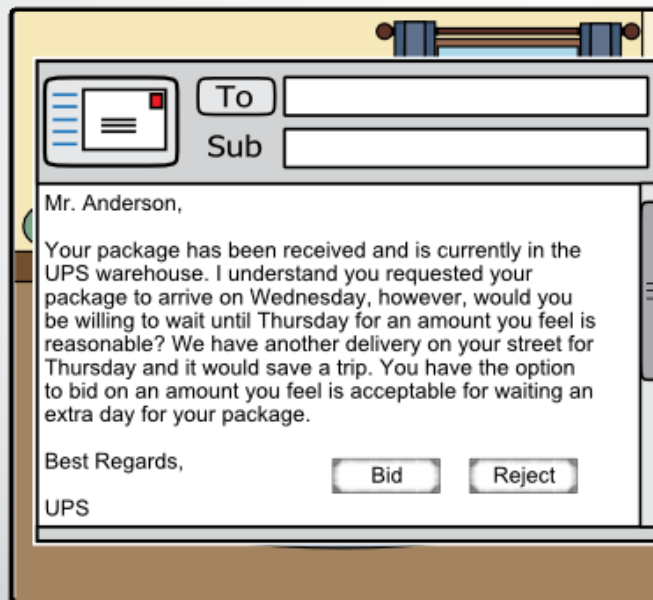 To
Sub
Mr. Anderson,
Your package has been received and is currently in the
UPS warehouse. I understand you requested your
package to arrive on Wednesday, however, would you
be willing to wait until Thursday for an amount you feel is
reasonable? We have another delivery on your street for
Thursday and it would save a trip. You have the option
to bid on an amount you feel is acceptable for waiting an
extra day for your package.
Best Regards,
Bid Reject
UPS